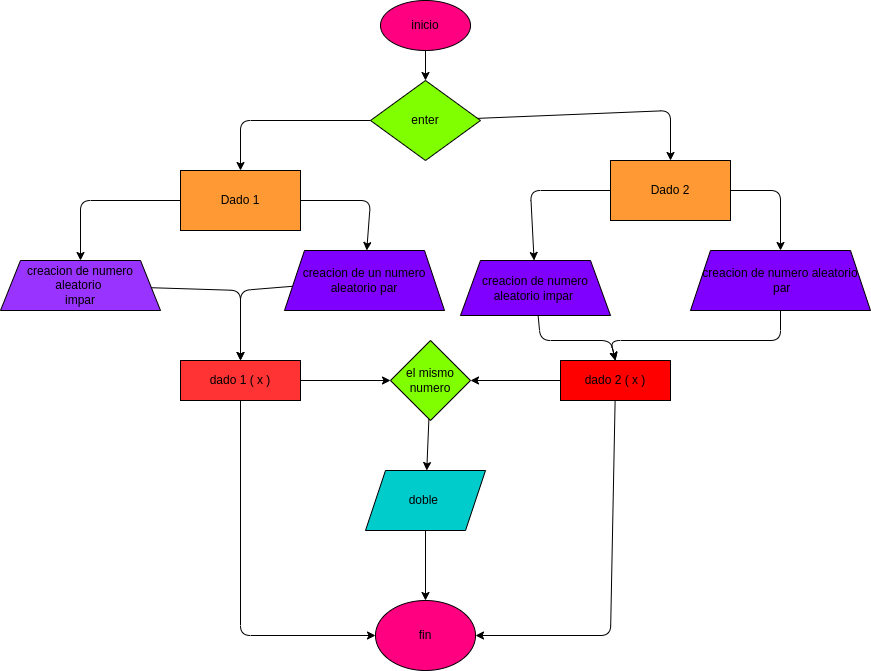 inicio
enter
Dado 1
Dado 2
creacion de numero
aleatorio
impar
creacion de un numero
aleatorio par
creacion de numero
aleatorio impar
creacion de numero aleatorio
par
dado 1 ( x )
el mismo
numero
dado 2 ( x )
doble
fin